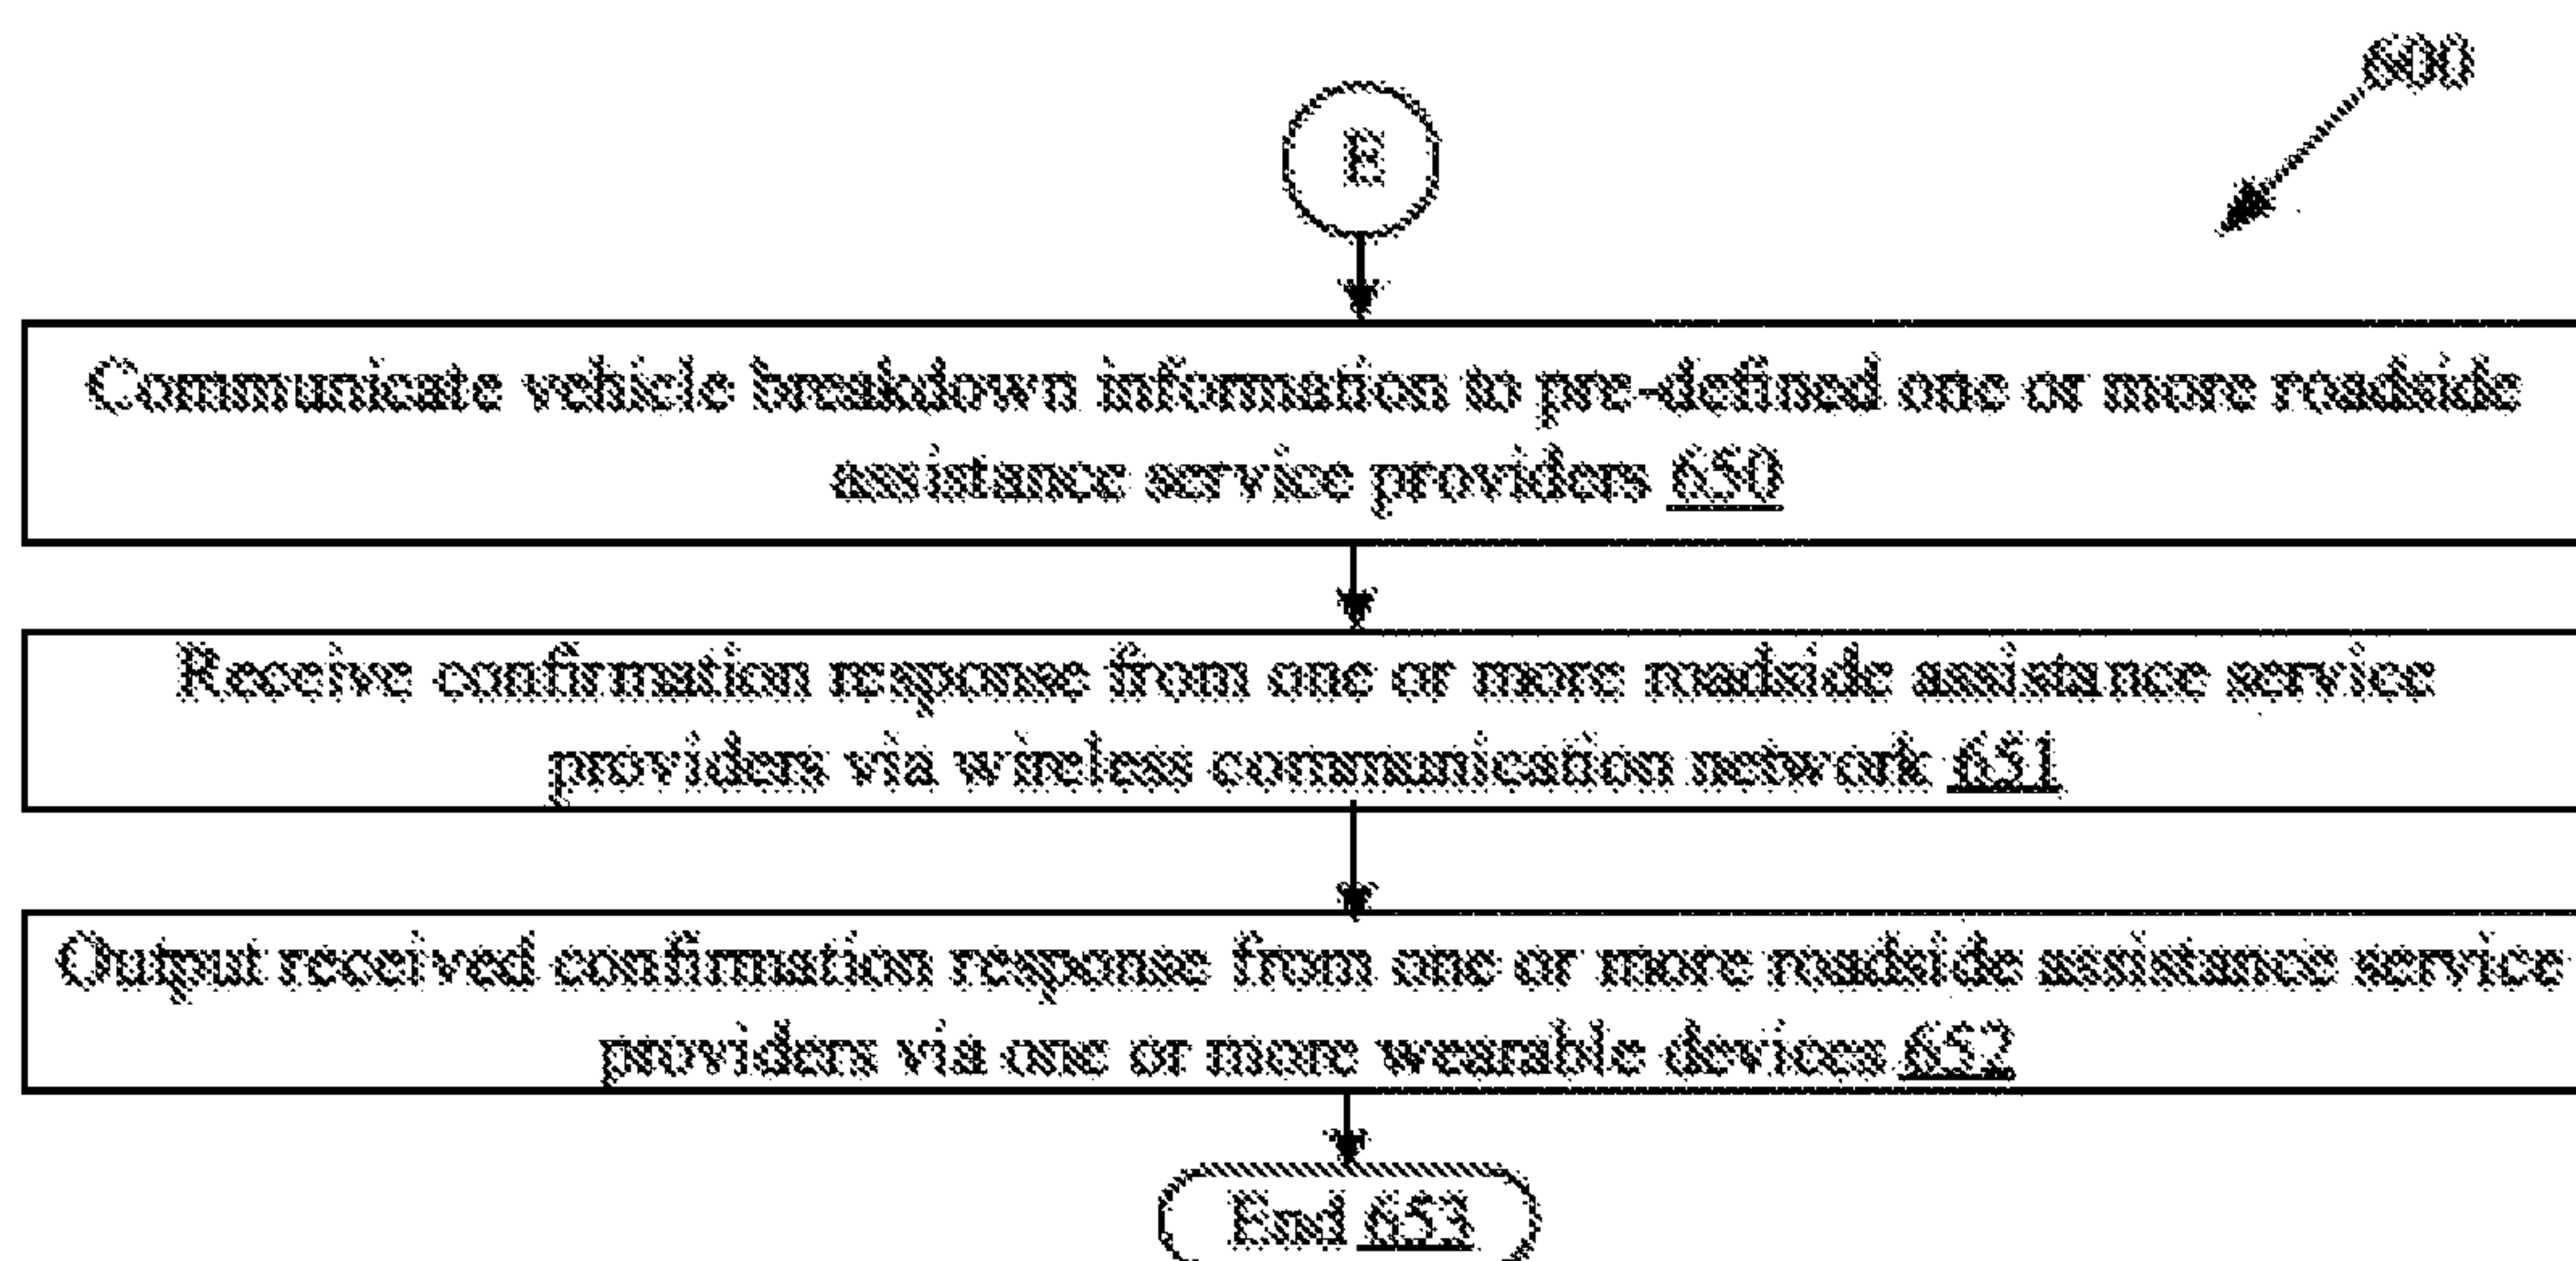 600
E
Communicate vehicle breakdown information to pre-defined one or more roadside
assistance service providers 650
Receive confirmation response from one or more roadside assistance service
providers via wireless communication network 651
Output received confirmation response from one or more roadside assistance service
providers via one or more wearable devices 652
End 653